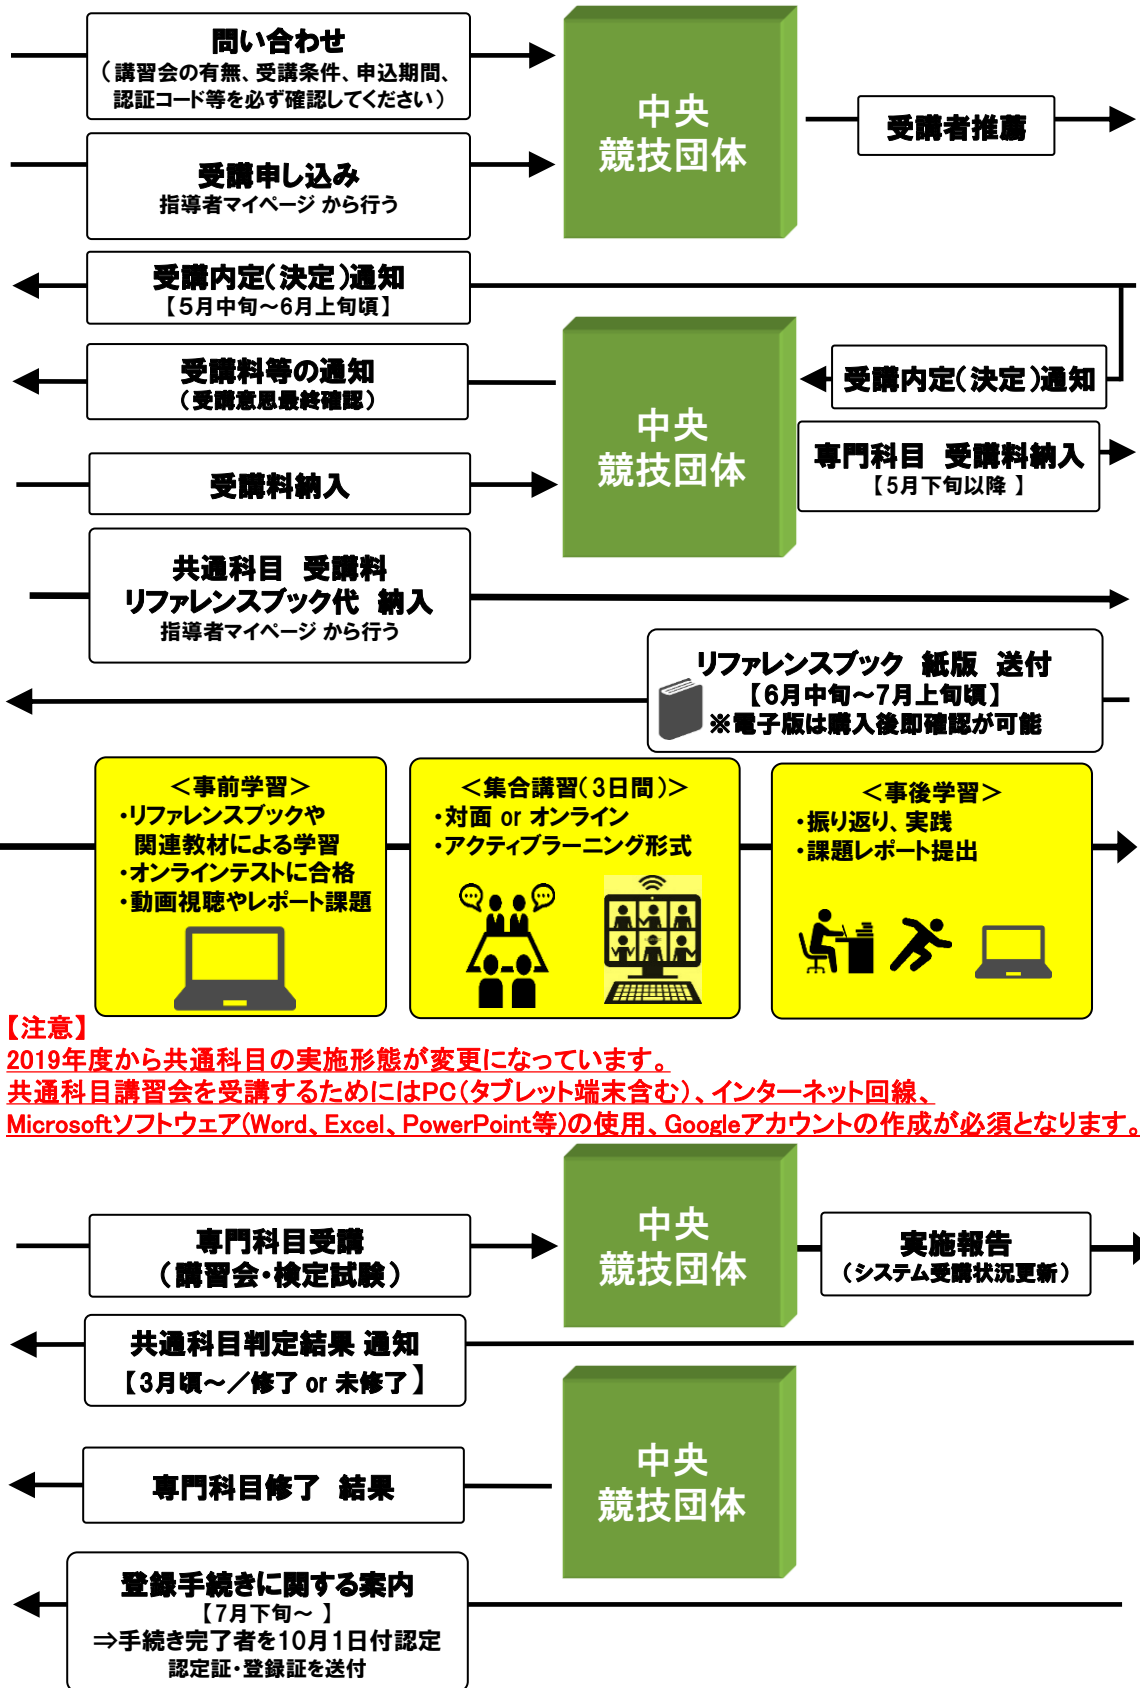 問い合わせ
（講習会の有無、受講条件、申込期間、
認証コード等を必ず確認してください）
中央
競技団体
受講者推薦
受講申し込み
指導者マイページ から行う
受講内定（決定）通知
【5月中旬～6月上旬頃】
受講料等の通知
（受講意思最終確認）
中央
競技団体
受講内定（決定）通知
受講料納入
専門科目 受講料納入
【5月下旬以降 】
共通科目 受講料
リファレンスブック代 納入
指導者マイページ から行う
リファレンスブック 紙版 送付
【6月中旬～7月上旬頃】
※電子版は購入後即確認が可能
＜事前学習＞
・リファレンスブックや
関連教材による学習
・オンラインテストに合格
・動画視聴やレポート課題
＜集合講習（3日間）＞
・対面 or オンライン
・アクティブラーニング形式
＜事後学習＞
・振り返り、実践
・課題レポート提出
【注意】
2019年度から共通科目の実施形態が変更になっています。
共通科目講習会を受講するためにはPC（タブレット端末含む）、インターネット回線、
Microsoftソフトウェア(Word、Excel、PowerPoint等)の使用、Googleアカウントの作成が必須となります。
専門科目受講
（講習会・検定試験）
中央
競技団体
実施報告
（システム受講状況更新）
共通科目判定結果 通知
【3月頃～／修了 or 未修了】
専門科目修了 結果
中央
競技団体
登録手続きに関する案内
【7月下旬～ 】
⇒手続き完了者を10月1日付認定
認定証・登録証を送付